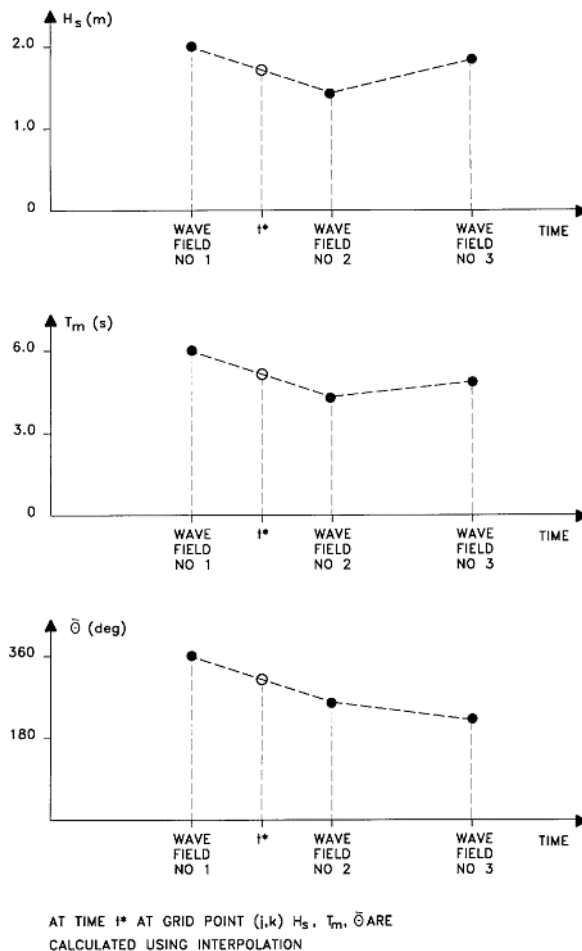 H_s (m)
2.0
1.0
0
WAVE FIELD NO 1
t*
WAVE FIELD NO 2
WAVE FIELD NO 3
TIME
T_m (s)
6.0
3.0
0
WAVE FIELD NO 1
t*
WAVE FIELD NO 2
WAVE FIELD NO 3
TIME
Θ̄ (deg)
360
180
WAVE FIELD NO 1
t*
WAVE FIELD NO 2
WAVE FIELD NO 3
TIME
AT TIME t* AT GRID POINT (j,k) H_s, T_m, Θ̄ ARE
CALCULATED USING INTERPOLATION